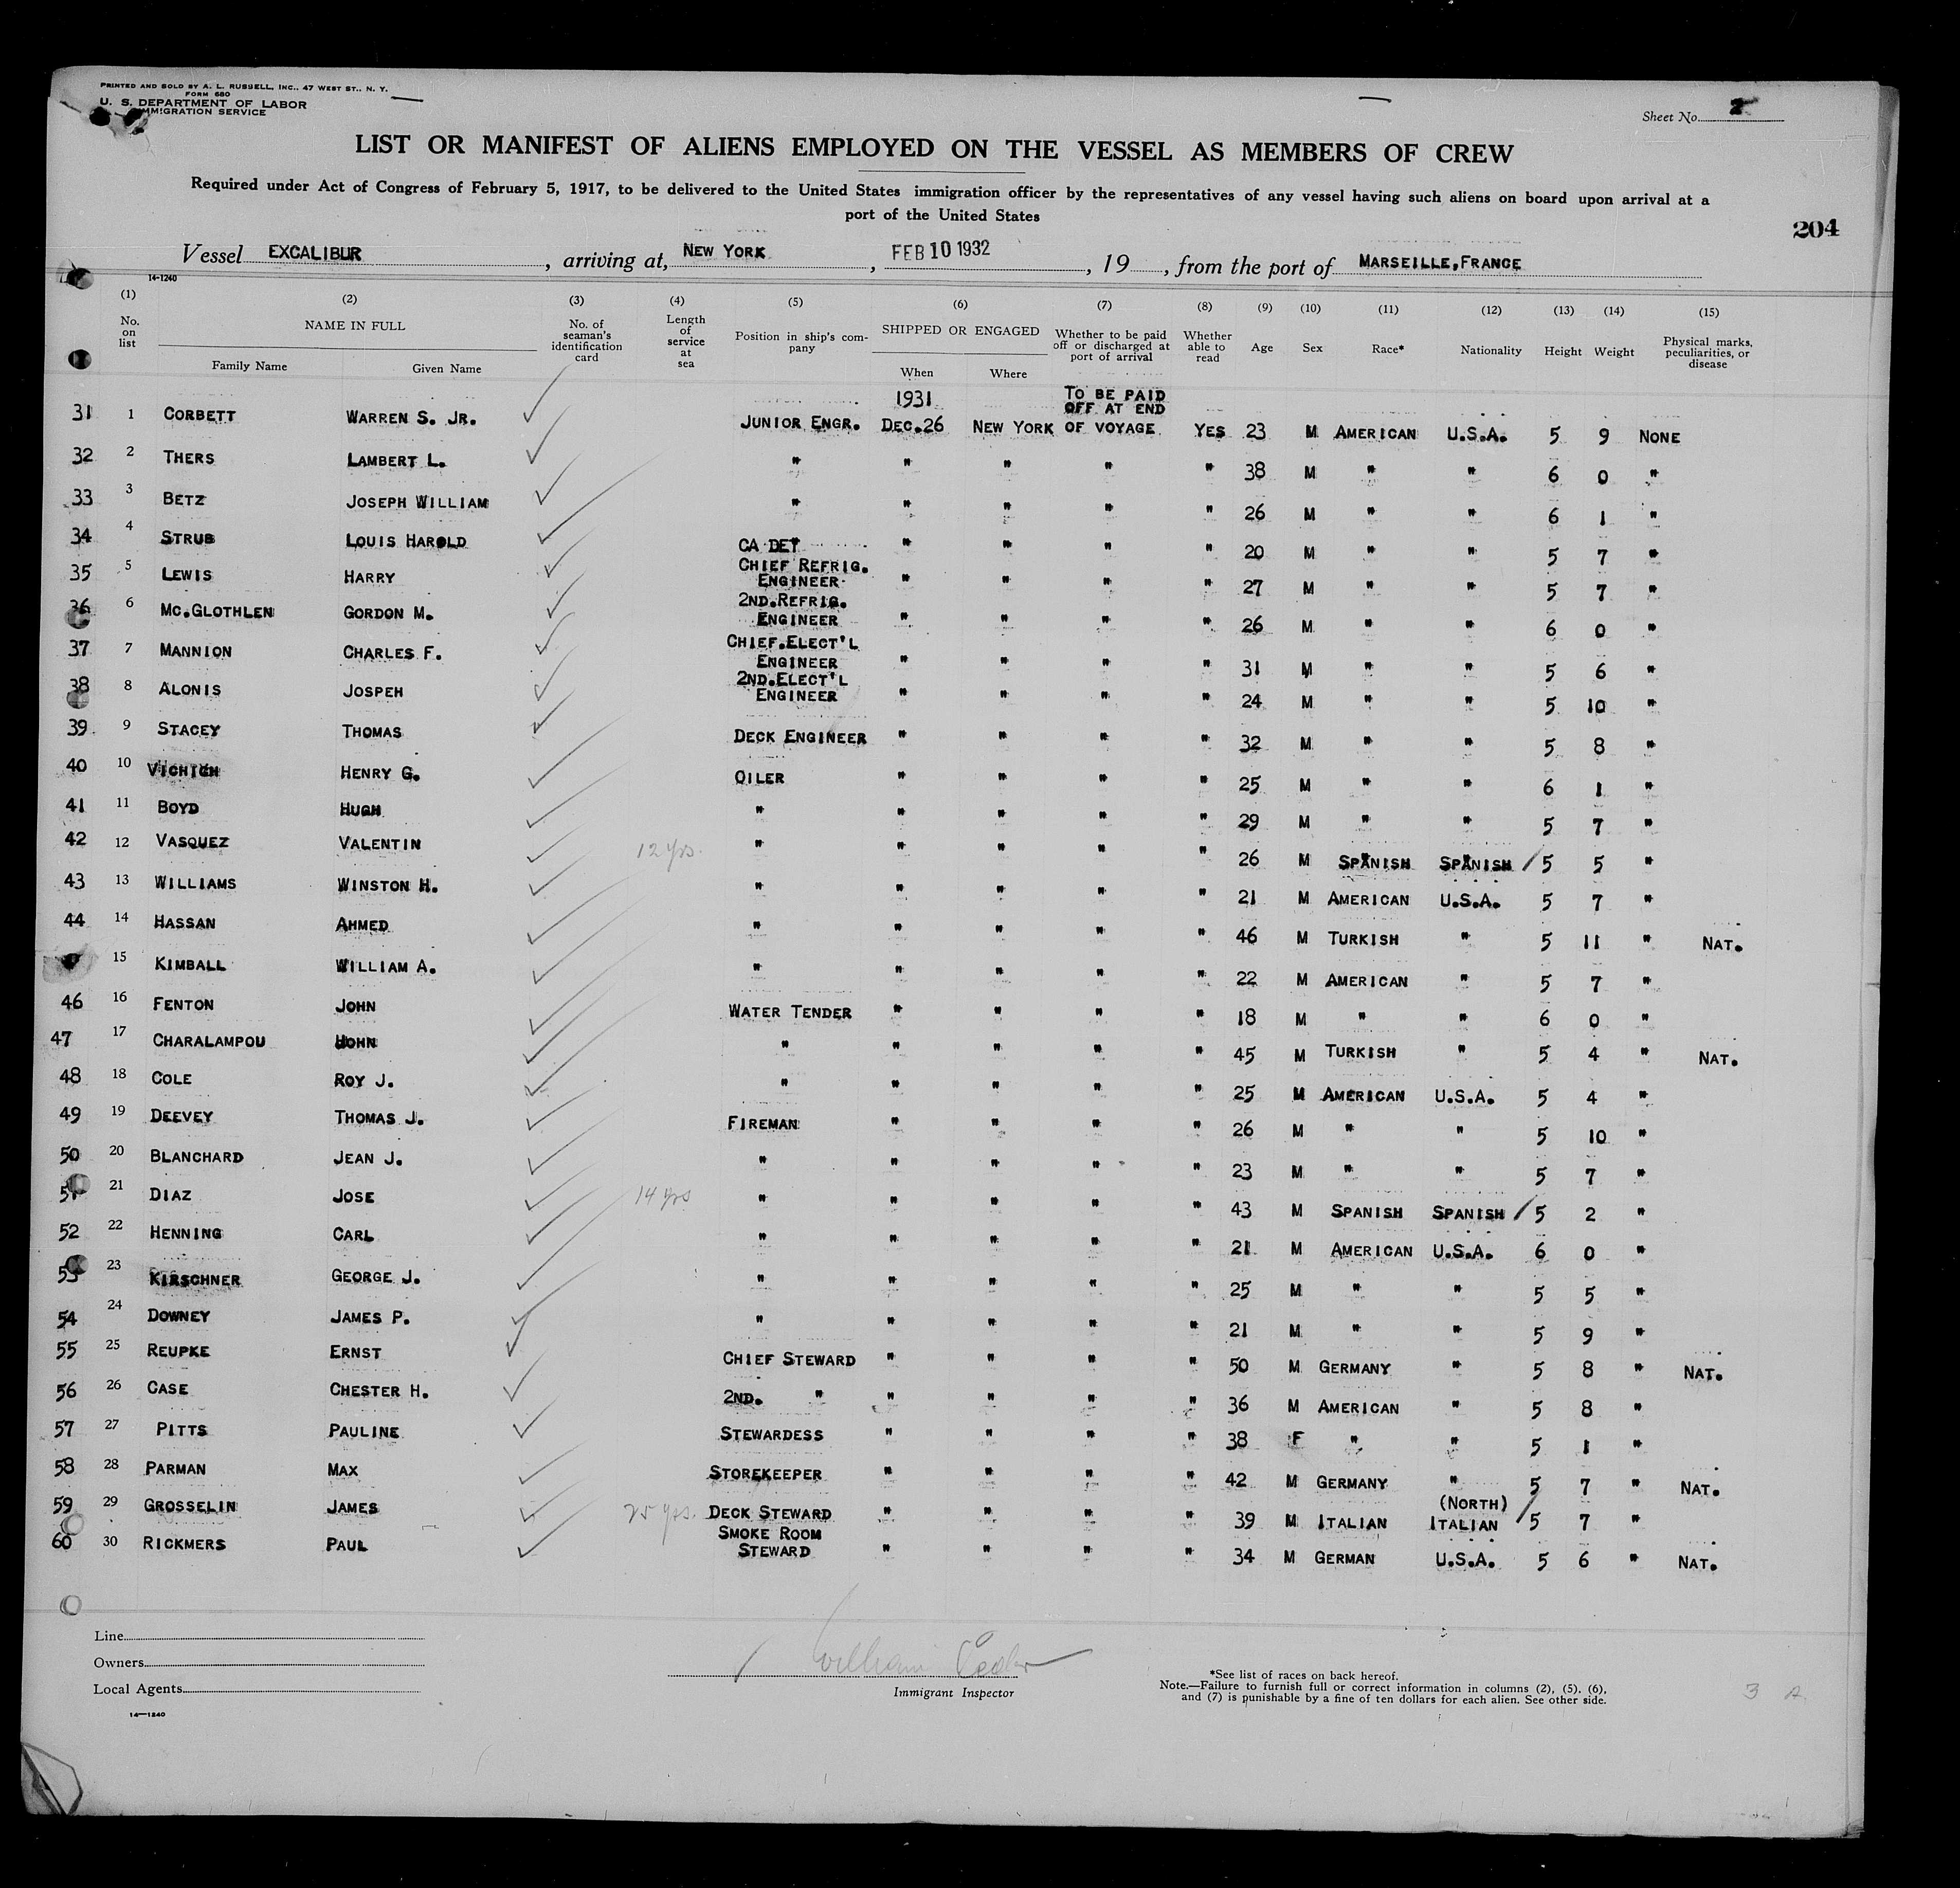 PRINTED AND SOLD BY A. L. RUSSELL, INC., 47 WEST ST., N. Y.
FORM 680
U. S. DEPARTMENT OF LABOR
IMMIGRATION SERVICE
Sheet No. 2
LIST OR MANIFEST OF ALIENS EMPLOYED ON THE VESSEL AS MEMBERS OF CREW
Required under Act of Congress of February 5, 1917, to be delivered to the United States immigration officer by the representatives of any vessel having such aliens on board upon arrival at a
port of the United States
204
Vessel EXCALIBUR, arriving at, NEW YORK, FEB 10 1932, 19, from the port of MARSEILLE, FRANCE
14-1240
(1) (2) (3) (4) (5) (6) (7) (8) (9) (10) (11) (12) (13) (14) (15)
No. on list NAME IN FULL Family Name Given Name No. of seaman's identification card Length of service at sea Position in ship's company SHIPPED OR ENGAGED When Where Whether to be paid off or discharged at port of arrival Whether able to read Age Sex Race* Nationality Height Weight Physical marks, peculiarities, or disease
31 1 CORBETT WARREN S. JR. JUNIOR ENGR. 1931 DEC.26 NEW YORK TO BE PAID OFF AT END OF VOYAGE YES 23 M AMERICAN U.S.A. 5 9 NONE
32 2 THERS LAMBERT L. " " " " " 38 M " " 6 0 "
33 3 BETZ JOSEPH WILLIAM " " " " " 26 M " " 6 1 "
34 4 STRUB LOUIS HAROLD CA DET " " " " 20 M " " 5 7 "
35 5 LEWIS HARRY CHIEF REFRIG. ENGINEER " " " " 27 M " " 5 7 "
36 6 MC.GLOTHLEN GORDON M. 2ND.REFRIG. ENGINEER " " " " 26 M " " 6 0 "
37 7 MANNION CHARLES F. CHIEF.ELECT'L ENGINEER " " " " 31 M " " 5 6 "
38 8 ALONIS JOSPEH 2ND.ELECT'L ENGINEER " " " " 24 M " " 5 10 "
39 9 STACEY THOMAS DECK ENGINEER " " " " 32 M " " 5 8 "
40 10 VICHICH HENRY G. OILER " " " " 25 M " " 6 1 "
41 11 BOYD HUGH " " " " " 29 M " " 5 7 "
42 12 VASQUEZ VALENTIN 12 yrs. " " " " " 26 M SPANISH SPANISH 5 5 "
43 13 WILLIAMS WINSTON H. " " " " " 21 M AMERICAN U.S.A. 5 7 "
44 14 HASSAN AHMED " " " " " 46 M TURKISH " 5 11 " NAT.
15 KIMBALL WILLIAM A. " " " " " 22 M AMERICAN " 5 7 "
46 16 FENTON JOHN WATER TENDER " " " " 18 M " " 6 0 "
47 17 CHARALAMPOU JOHN " " " " " 45 M TURKISH " 5 4 " NAT.
48 18 COLE ROY J. " " " " " 25 M AMERICAN U.S.A. 5 4 "
49 19 DEEVEY THOMAS J. FIREMAN " " " " 26 M " " 5 10 "
50 20 BLANCHARD JEAN J. " " " " " 23 M " " 5 7 "
51 21 DIAZ JOSE 14 yrs " " " " " 43 M SPANISH SPANISH 5 2 "
52 22 HENNING CARL " " " " " 21 M AMERICAN U.S.A. 6 0 "
53 23 KIRSCHNER GEORGE J. " " " " " 25 M " " 5 5 "
54 24 DOWNEY JAMES P. " " " " " 21 M " " 5 9 "
55 25 REUPKE ERNST CHIEF STEWARD " " " " 50 M GERMANY " 5 8 " NAT.
56 26 CASE CHESTER H. 2ND. " " " " " 36 M AMERICAN " 5 8 "
57 27 PITTS PAULINE STEWARDESS " " " " 38 F " " 5 1 "
58 28 PARMAN MAX STOREKEEPER " " " " 42 M GERMANY " 5 7 " NAT.
59 29 GROSSELIN JAMES 25 yrs. DECK STEWARD " " " " 39 M ITALIAN (NORTH) ITALIAN 5 7 "
60 30 RICKMERS PAUL SMOKE ROOM STEWARD " " " " 34 M GERMAN U.S.A. 5 6 " NAT.
Line
Owners
Local Agents
14—1240
William
Immigrant Inspector
*See list of races on back hereof.
Note.—Failure to furnish full or correct information in columns (2), (5), (6),
and (7) is punishable by a fine of ten dollars for each alien. See other side.
3 A.